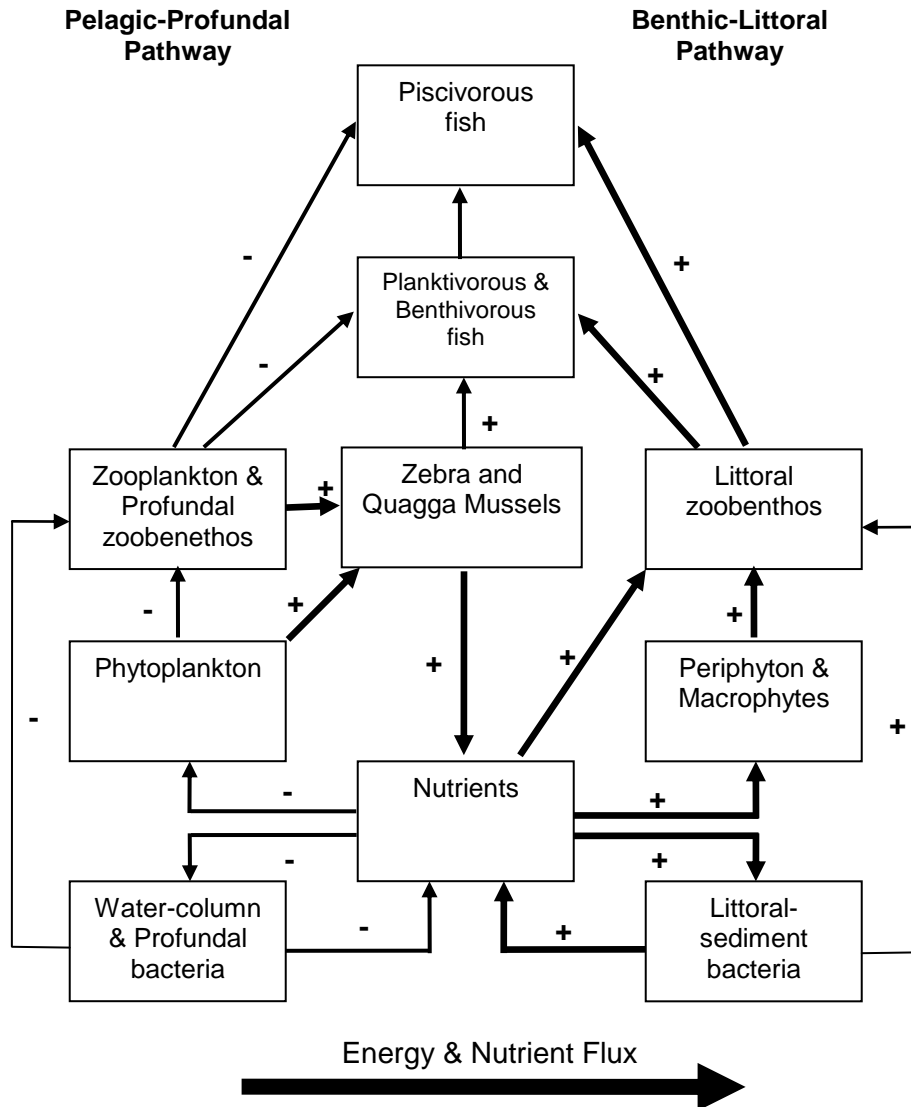 Pelagic-Profundal
Pathway
Benthic-Littoral
Pathway
Piscivorous
fish
-
+
Planktivorous &
Benthivorous
fish
-
+
+
Zooplankton &
Profundal
zoobenethos
+
Zebra and
Quagga Mussels
Littoral
zoobenthos
-
+
+
+
+
Phytoplankton
Periphyton &
Macrophytes
-
+
-
Nutrients
+
-
+
Water-column
& Profundal
bacteria
-
+
Littoral-
sediment
bacteria
Energy & Nutrient Flux